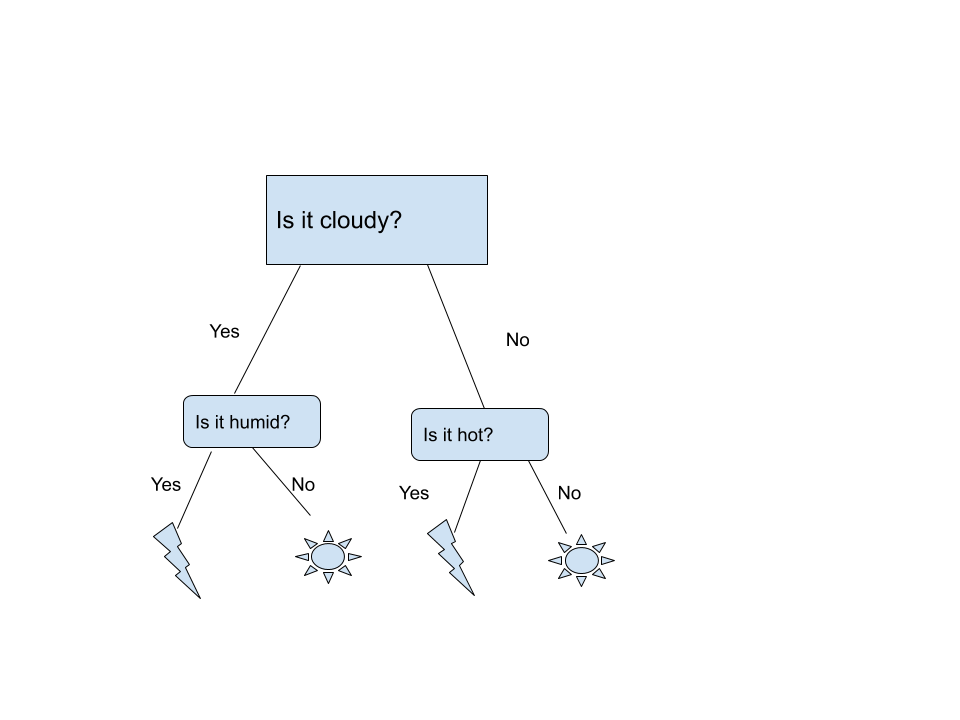 Is it cloudy?
Yes
No
Is it humid?
Is it hot?
Yes
No
Yes
No